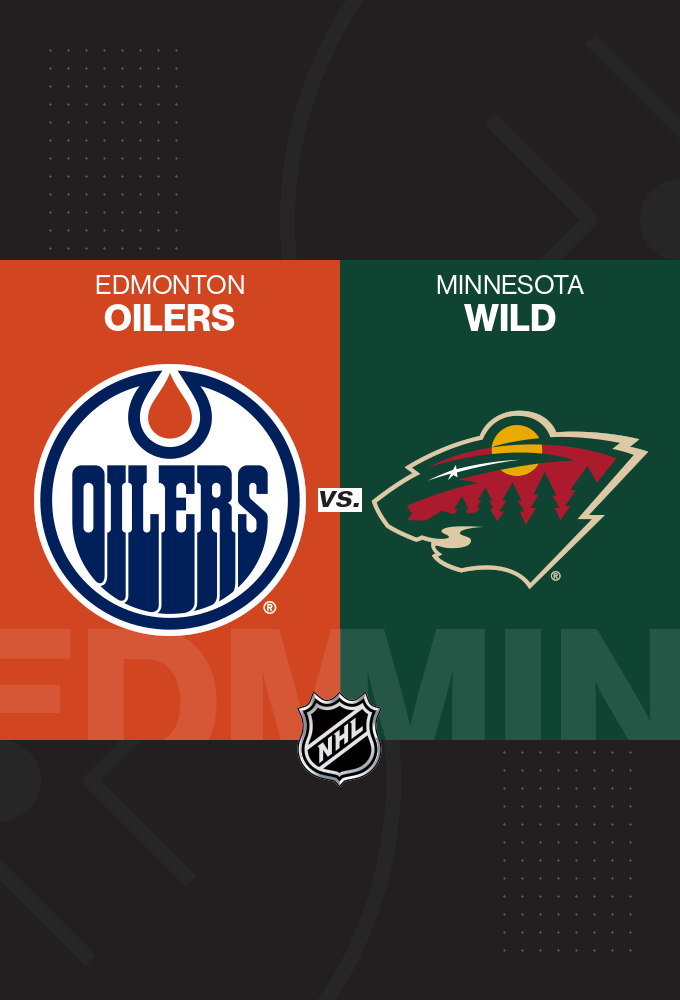 EDMONTON
OILERS
MINNESOTA
WILD
OILERS
®
VS.
®
EDM
MIN
NHL